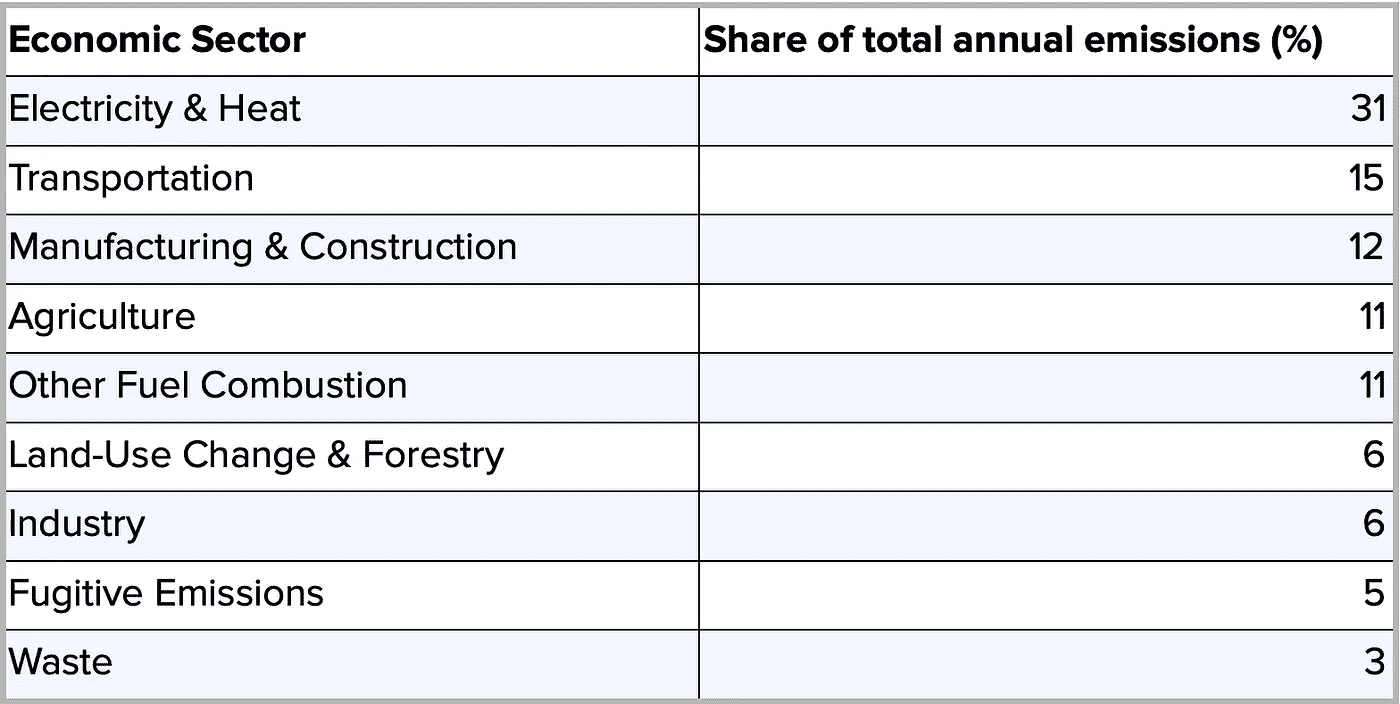 Economic Sector Share of total annual emissions (%)
Electricity & Heat 31
Transportation 15
Manufacturing & Construction 12
Agriculture 11
Other Fuel Combustion 11
Land-Use Change & Forestry 6
Industry 6
Fugitive Emissions 5
Waste 3